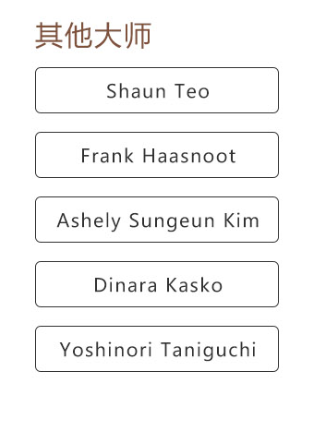 其他大师
Shaun Teo
Frank Haasnoot
Ashely Sungeun Kim
Dinara Kasko
Yoshinori Taniguchi